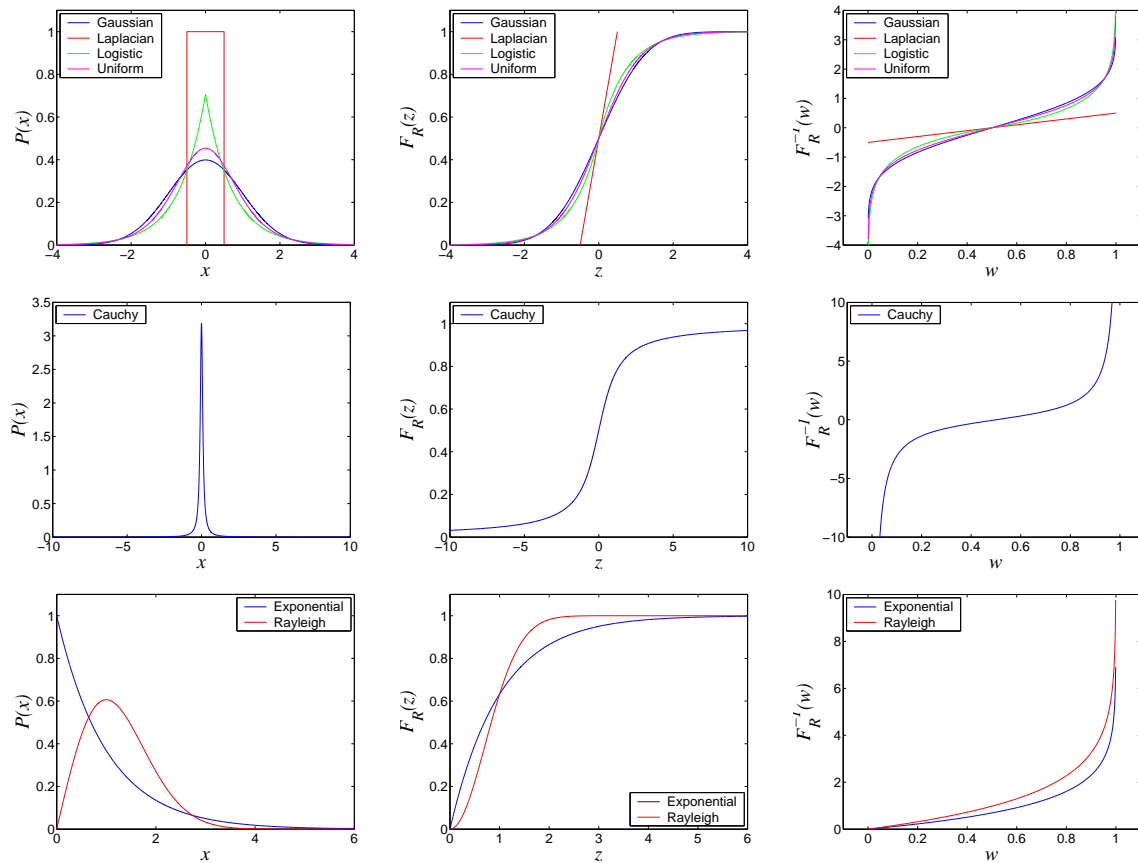 Gaussian
Laplacian
Logistic
Uniform
P(x)
1
0.8
0.6
0.4
0.2
0
−4 −2 0 2 4
x
Gaussian
Laplacian
Logistic
Uniform
F_R(z)
1
0.8
0.6
0.4
0.2
0
−4 −2 0 2 4
z
Gaussian
Laplacian
Logistic
Uniform
F_R^{-1}(w)
4
3
2
1
0
−1
−2
−3
−4
0 0.2 0.4 0.6 0.8 1
w
Cauchy
P(x)
3.5
3
2.5
2
1.5
1
0.5
0
−10 −5 0 5 10
x
Cauchy
F_R(z)
1
0.8
0.6
0.4
0.2
0
−10 −5 0 5 10
z
Cauchy
F_R^{-1}(w)
10
5
0
−5
−10
0 0.2 0.4 0.6 0.8 1
w
Exponential
Rayleigh
P(x)
1
0.8
0.6
0.4
0.2
0
0 2 4 6
x
Exponential
Rayleigh
F_R(z)
1
0.8
0.6
0.4
0.2
0
0 1 2 3 4 5 6
z
Exponential
Rayleigh
F_R^{-1}(w)
10
8
6
4
2
0
0 0.2 0.4 0.6 0.8 1
w